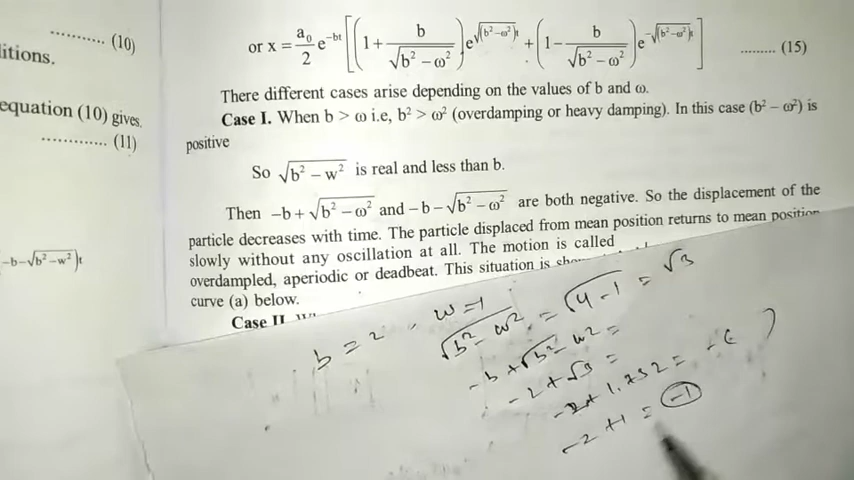 ............ (10)
litions.
equation (10) gives.
............. (11)
-b-√(b²-w²))t
or x = a₀/2 e^(-bt) [(1 + b/√(b² – ω²)) e^(√(b²–ω²)t) + (1 – b/√(b² – ω²)) e^(-√(b²–ω²)t)] ......... (15)
There different cases arise depending on the values of b and ω.
Case I. When b > ω i.e, b² > ω² (overdamping or heavy damping). In this case (b² – ω²) is
positive
So √(b² – w²) is real and less than b.
Then –b + √(b² – ω²) and –b – √(b² – ω²) are both negative. So the displacement of the
particle decreases with time. The particle displaced from mean position returns to mean position
slowly without any oscillation at all. The motion is called
overdampted, aperiodic or deadbeat. This situation is
curve (a) below.
Case II.
b = 2 , w = 1
√(b² - w²) = √(4 - 1) = √3
- b + √(b² - w²) =
- 2 + √3 =
- 2 + 1.732 = -
- 2 + 1 = -1